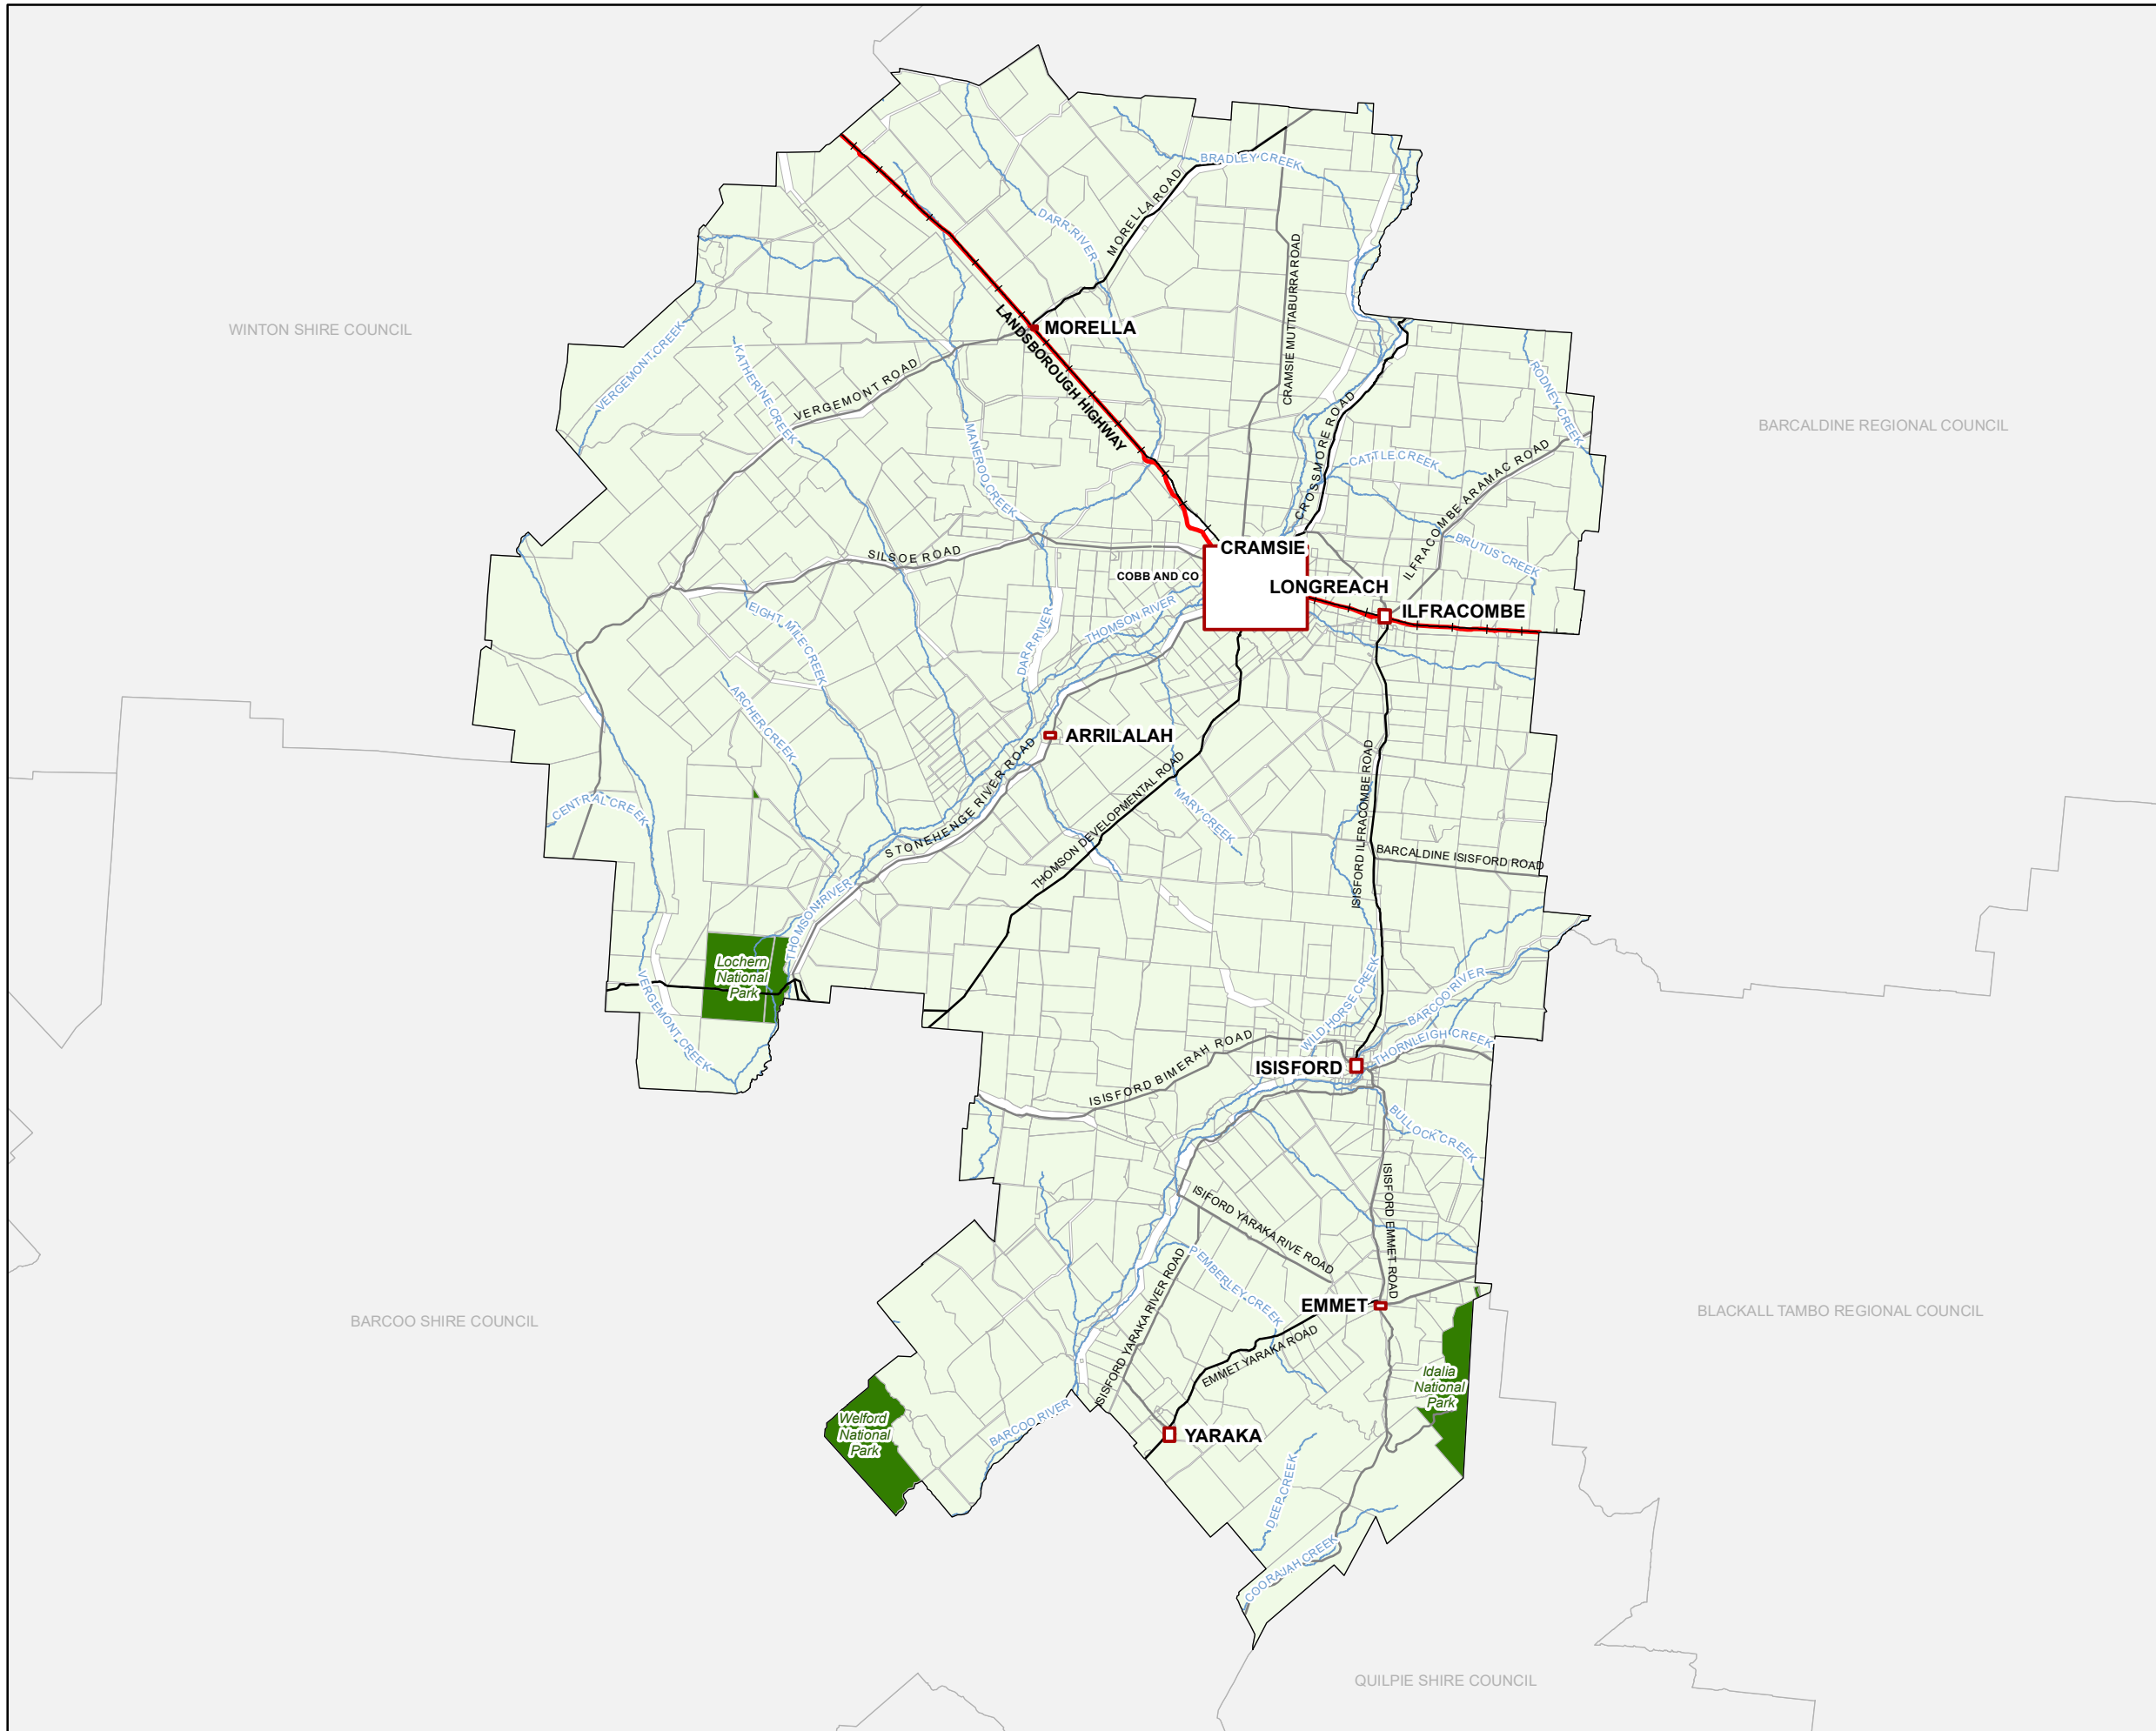 BRADLEY CREEK
MORELLA ROAD
DARR RIVER
CRAMSIE MUTTABURRA ROAD
WINTON SHIRE COUNCIL
MORELLA
LANDSBOROUGH HIGHWAY
VERGEMONT CREEK
KATHERINE CREEK
VERGEMONT ROAD
RODNEY CREEK
BARCALDINE REGIONAL COUNCIL
MANEROO CREEK
CROSSMORE ROAD
CATTLE CREEK
ILFRACOMBE ARAMAC ROAD
BRUTUS CREEK
SILSOE ROAD
CRAMSIE
COBB AND CO
LONGREACH
ILFRACOMBE
EIGHT MILE CREEK
DARR RIVER
THOMSON RIVER
ARCHER CREEK
ARRILALAH
STONEHENGE RIVER ROAD
THOMSON DEVELOPMENTAL ROAD
MARY CREEK
ISISFORD ILFRACOMBE ROAD
CENTRAL CREEK
BARCALDINE ISISFORD ROAD
THOMSON RIVER
Lochern
National
Park
VERGEMONT CREEK
WILD HORSE CREEK
BARCOO RIVER
THORNLEIGH CREEK
ISISFORD BIMERAH ROAD
ISISFORD
BULLOCK CREEK
ISISFORD EMMET ROAD
ISIFORD YARAKA RIVE ROAD
PEMBERLEY CREEK
ISISFORD YARAKA RIVER ROAD
EMMET
BARCOO SHIRE COUNCIL
BLACKALL TAMBO REGIONAL COUNCIL
EMMET YARAKA ROAD
Idalia
National
Park
Welford
National
Park
BARCOO RIVER
YARAKA
DEEP CREEK
COORAJAH CREEK
QUILPIE SHIRE COUNCIL